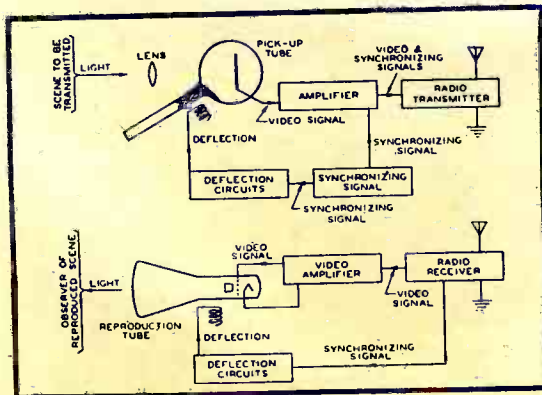 SCENE TO BE
TRANSMITTED
LIGHT
LENS
PICK-UP
TUBE
VIDEO SIGNAL
AMPLIFIER
VIDEO &
SYNCHRONIZING
SIGNALS
RADIO
TRANSMITTER
DEFLECTION
DEFLECTION CIRCUITS
SYNCHRONIZING
SIGNAL
SYNCHRONIZING
SIGNAL
SYNCHRONIZING
SIGNAL
OBSERVER OF
REPRODUCED SCENE
LIGHT
REPRODUCTION
TUBE
VIDEO
SIGNAL
VIDEO
AMPLIFIER
VIDEO
SIGNAL
RADIO
RECEIVER
DEFLECTION
DEFLECTION
CIRCUITS
SYNCHRONIZING
SIGNAL